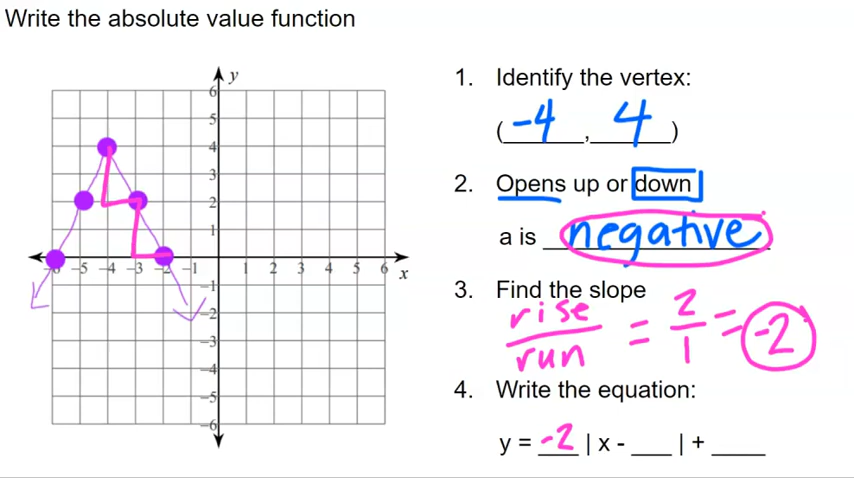 Write the absolute value function
y
6
5
4
3
2
1
-5 -4 -3 -2 -1 1 2 3 4 5 6 x
-1
-2
-3
-4
-5
-6
1. Identify the vertex:
(-4, 4)
2. Opens up or down
a is negative
3. Find the slope
rise/run = 2/1 = -2
4. Write the equation:
y = -2 | x - ___ | + ____